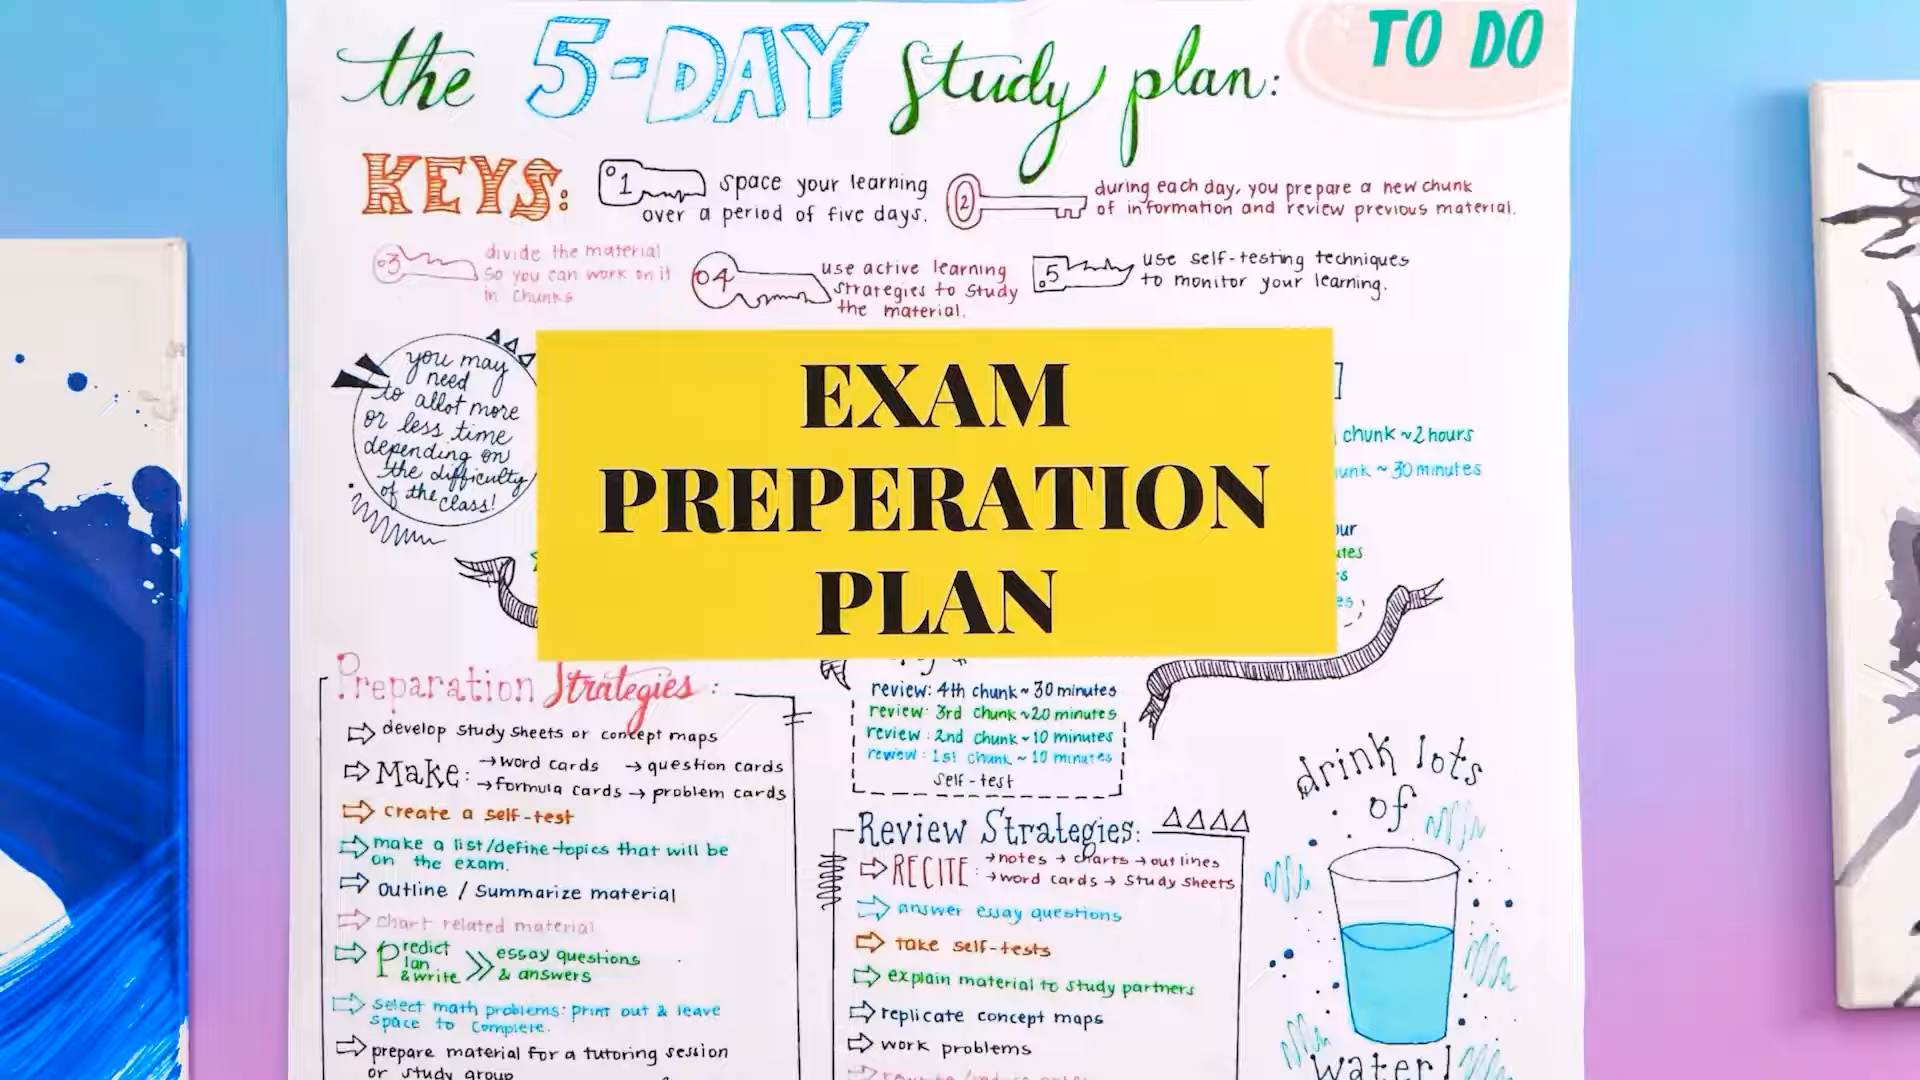 the 5-DAY Study plan:
TO DO
KEYS:
1 space your learning
over a period of five days.
2 during each day, you prepare a new chunk
of information and review previous material.
03 divide the material
so you can work on it
in chunks
04 use active learning
strategies to study
the material.
.5 use self-testing techniques
to monitor your learning.
you may
need
to allot more
or less time
depending on
the difficulty
of the class!
EXAM
PREPERATION
PLAN
chunk ~2 hours
~ 30 minutes
Preparation Strategies:
develop study sheets or concept maps
Make: →word cards → question cards
→formula cards → problem cards
create a self-test
make a list/define topics that will be
on the exam.
outline / summarize material
chart related material
Predict
Plan
& write
essay questions
& answers
select math problems: print out & leave
space to complete.
prepare material for a tutoring session
or study group
review: 4th chunk ~ 30 minutes
review: 3rd chunk ~20 minutes
review: 2nd chunk ~ 10 minutes
review: 1st chunk ~ 10 minutes
self-test
Review Strategies:
RECITE: →notes → charts → outlines
→word cards → study sheets
answer essay questions
take self-tests
explain material to study partners
replicate concept maps
work problems
drink lots
of
water!